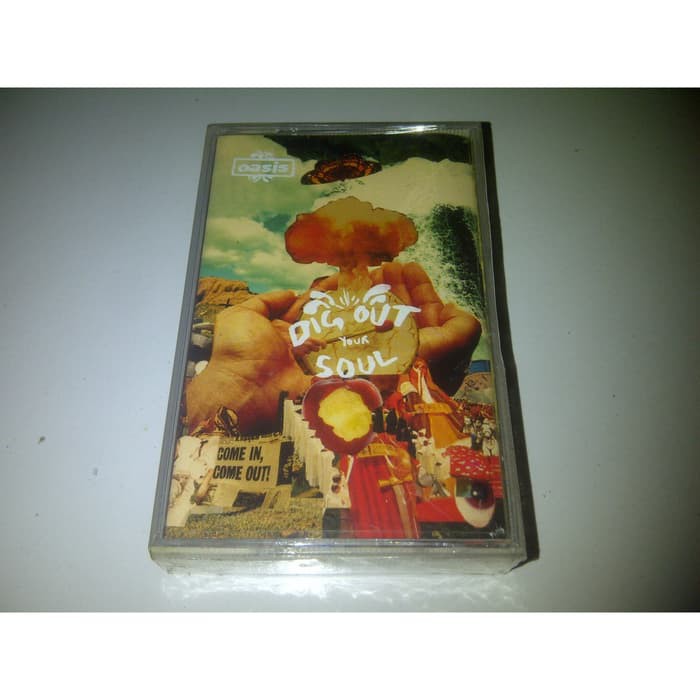 oasis
DIG OUT
YOUR
SOUL
COME IN,
COME OUT!